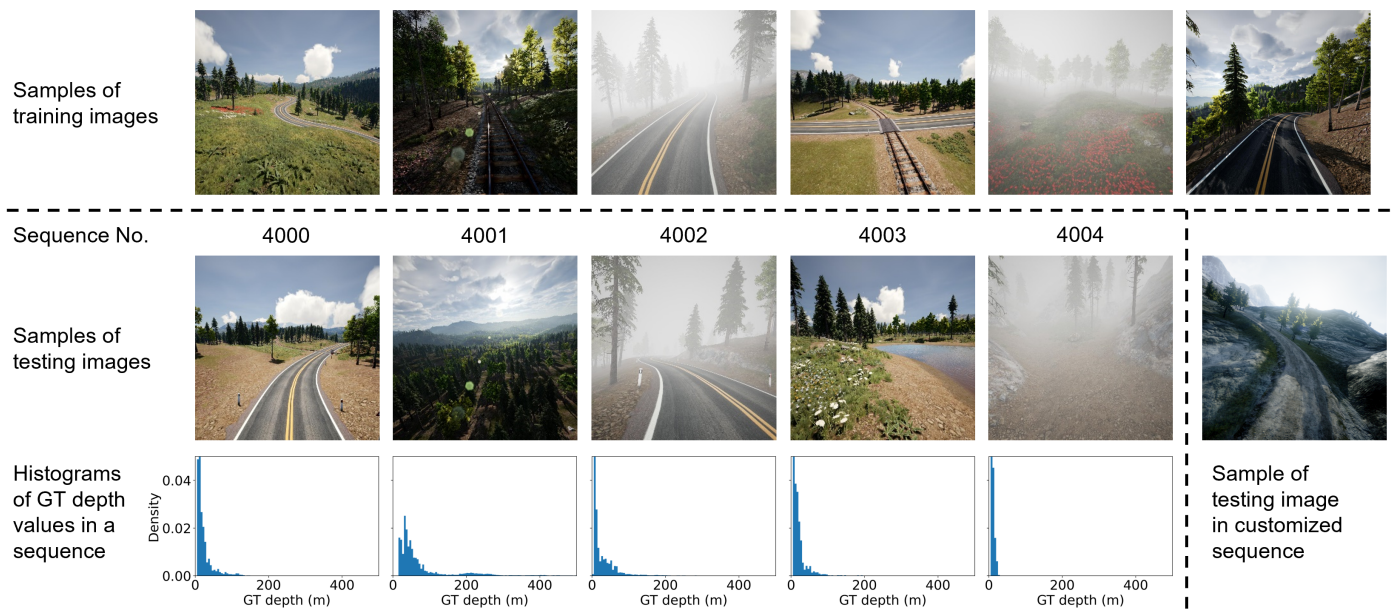 Samples of
training images
Sequence No.
4000
4001
4002
4003
4004
Samples of
testing images
Histograms
of GT depth
values in a
sequence
Density
0.04
0.02
0.00
0
200
400
GT depth (m)
0
200
400
GT depth (m)
0
200
400
GT depth (m)
0
200
400
GT depth (m)
0
200
400
GT depth (m)
Sample of
testing image
in customized
sequence